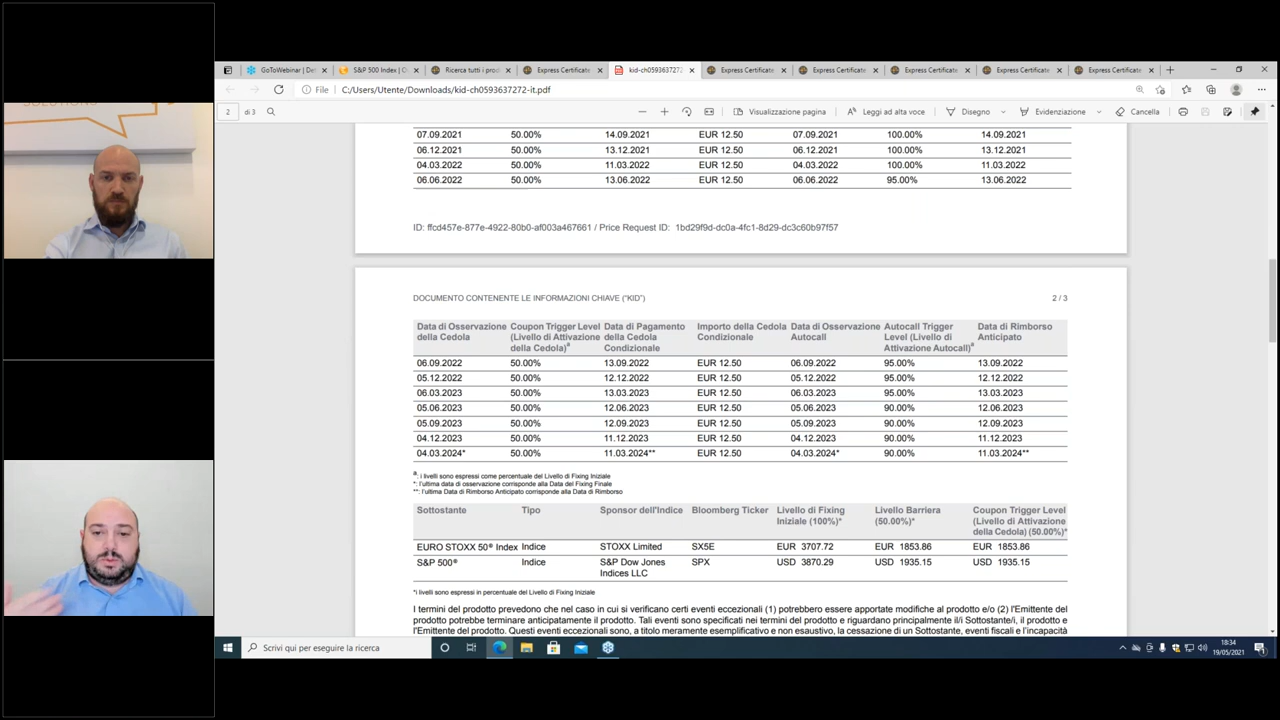 SOLUTIONS
GoToWebinar | De
S&P 500 Index | O
Ricerca tutti i prod
Express Certificate
kid-ch0593637272
Express Certificate
Express Certificate
Express Certificate
Express Certificate
Express Certificate
File C:/Users/Utente/Downloads/kid-ch0593637272-it.pdf
2 di 3 Visualizzazione pagina Leggi ad alta voce Disegno Evidenziazione Cancella
07.09.2021 50.00% 14.09.2021 EUR 12.50 07.09.2021 100.00% 14.09.2021
06.12.2021 50.00% 13.12.2021 EUR 12.50 06.12.2021 100.00% 13.12.2021
04.03.2022 50.00% 11.03.2022 EUR 12.50 04.03.2022 100.00% 11.03.2022
06.06.2022 50.00% 13.06.2022 EUR 12.50 06.06.2022 95.00% 13.06.2022
ID: ffcd457e-877e-4922-80b0-af003a467661 / Price Request ID: 1bd29f9d-dc0a-4fc1-8d29-dc3c60b97f57
DOCUMENTO CONTENENTE LE INFORMAZIONI CHIAVE ("KID") 2 / 3
Data di Osservazione Coupon Trigger Level Data di Pagamento Importo della Cedola Data di Osservazione Autocall Trigger Data di Rimborso
della Cedola (Livello di Attivazione della Cedola Condizionale Autocall Level (Livello di Anticipato
della Cedola)a Condizionale Attivazione Autocall)a
06.09.2022 50.00% 13.09.2022 EUR 12.50 06.09.2022 95.00% 13.09.2022
05.12.2022 50.00% 12.12.2022 EUR 12.50 05.12.2022 95.00% 12.12.2022
06.03.2023 50.00% 13.03.2023 EUR 12.50 06.03.2023 95.00% 13.03.2023
05.06.2023 50.00% 12.06.2023 EUR 12.50 05.06.2023 90.00% 12.06.2023
05.09.2023 50.00% 12.09.2023 EUR 12.50 05.09.2023 90.00% 12.09.2023
04.12.2023 50.00% 11.12.2023 EUR 12.50 04.12.2023 90.00% 11.12.2023
04.03.2024* 50.00% 11.03.2024** EUR 12.50 04.03.2024* 90.00% 11.03.2024**
a: i livelli sono espressi come percentuale del Livello di Fixing Iniziale
*: l'ultima data di osservazione corrisponde alla Data del Fixing Finale
**: l'ultima Data di Rimborso Anticipato corrisponde alla Data di Rimborso
Sottostante Tipo Sponsor dell'Indice Bloomberg Ticker Livello di Fixing Livello Barriera Coupon Trigger Level
Iniziale (100%)* (50.00%)* (Livello di Attivazione
della Cedola) (50.00%)*
EURO STOXX 50® Index Indice STOXX Limited SX5E EUR 3707.72 EUR 1853.86 EUR 1853.86
S&P 500® Indice S&P Dow Jones SPX USD 3870.29 USD 1935.15 USD 1935.15
Indices LLC
*i livelli sono espressi in percentuale del Livello di Fixing Iniziale
I termini del prodotto prevedono che nel caso in cui si verificano certi eventi eccezionali (1) potrebbero essere apportate modifiche al prodotto e/o (2) l'Emittente del
prodotto potrebbe terminare anticipatamente il prodotto. Tali eventi sono specificati nei termini del prodotto e riguardano principalmente il/i Sottostante/i, il prodotto e
l'Emittente del prodotto. Questi eventi eccezionali sono, a titolo meramente esemplificativo e non esaustivo, la cessazione di un Sottostante, eventi fiscali e l'incapacità
Scrivi qui per eseguire la ricerca
18:34
19/05/2021